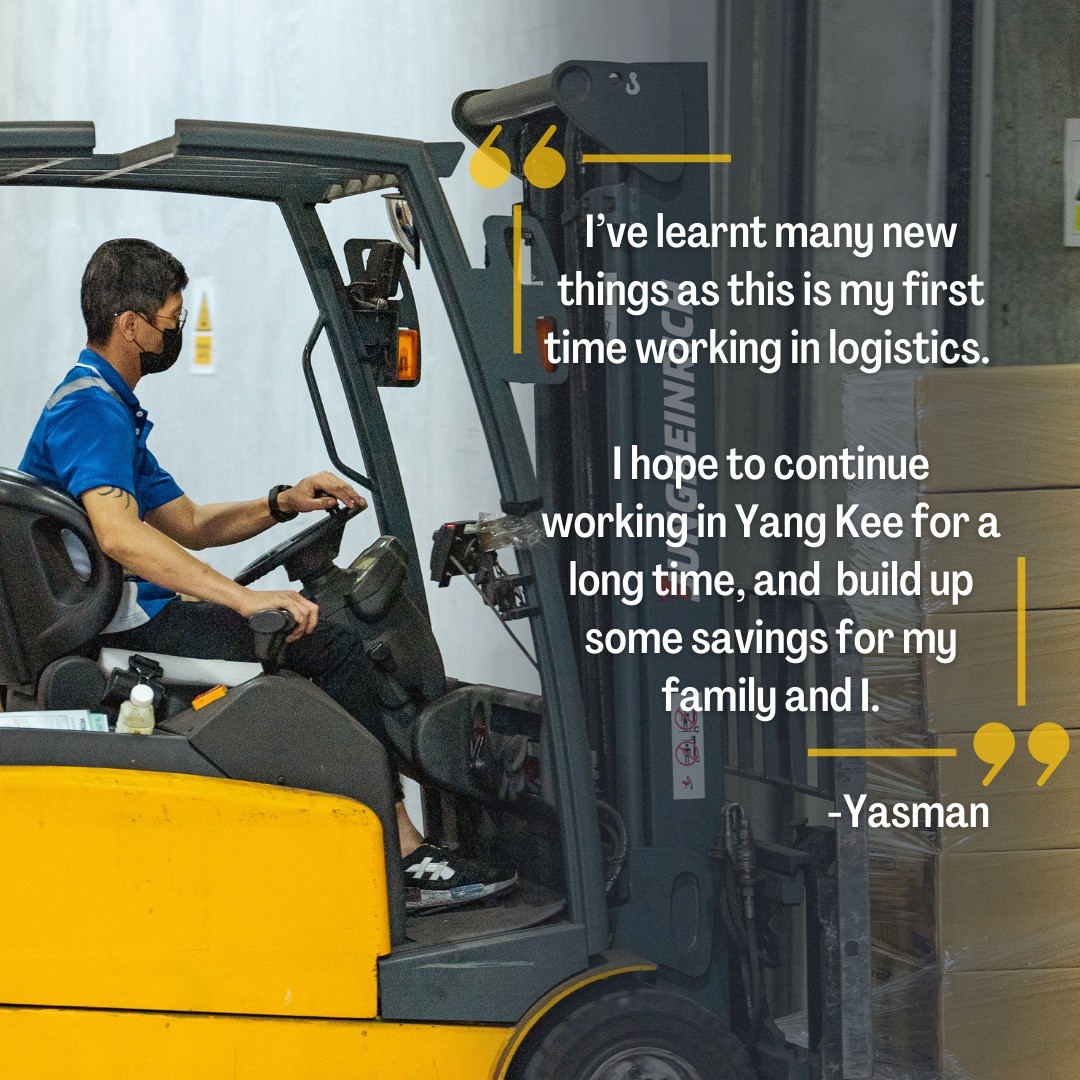 I've learnt many new
things as this is my first
time working in logistics.
I hope to continue
working in Yang Kee for a
long time, and build up
some savings for my
family and I.
-Yasman
JUNGHEINRICH